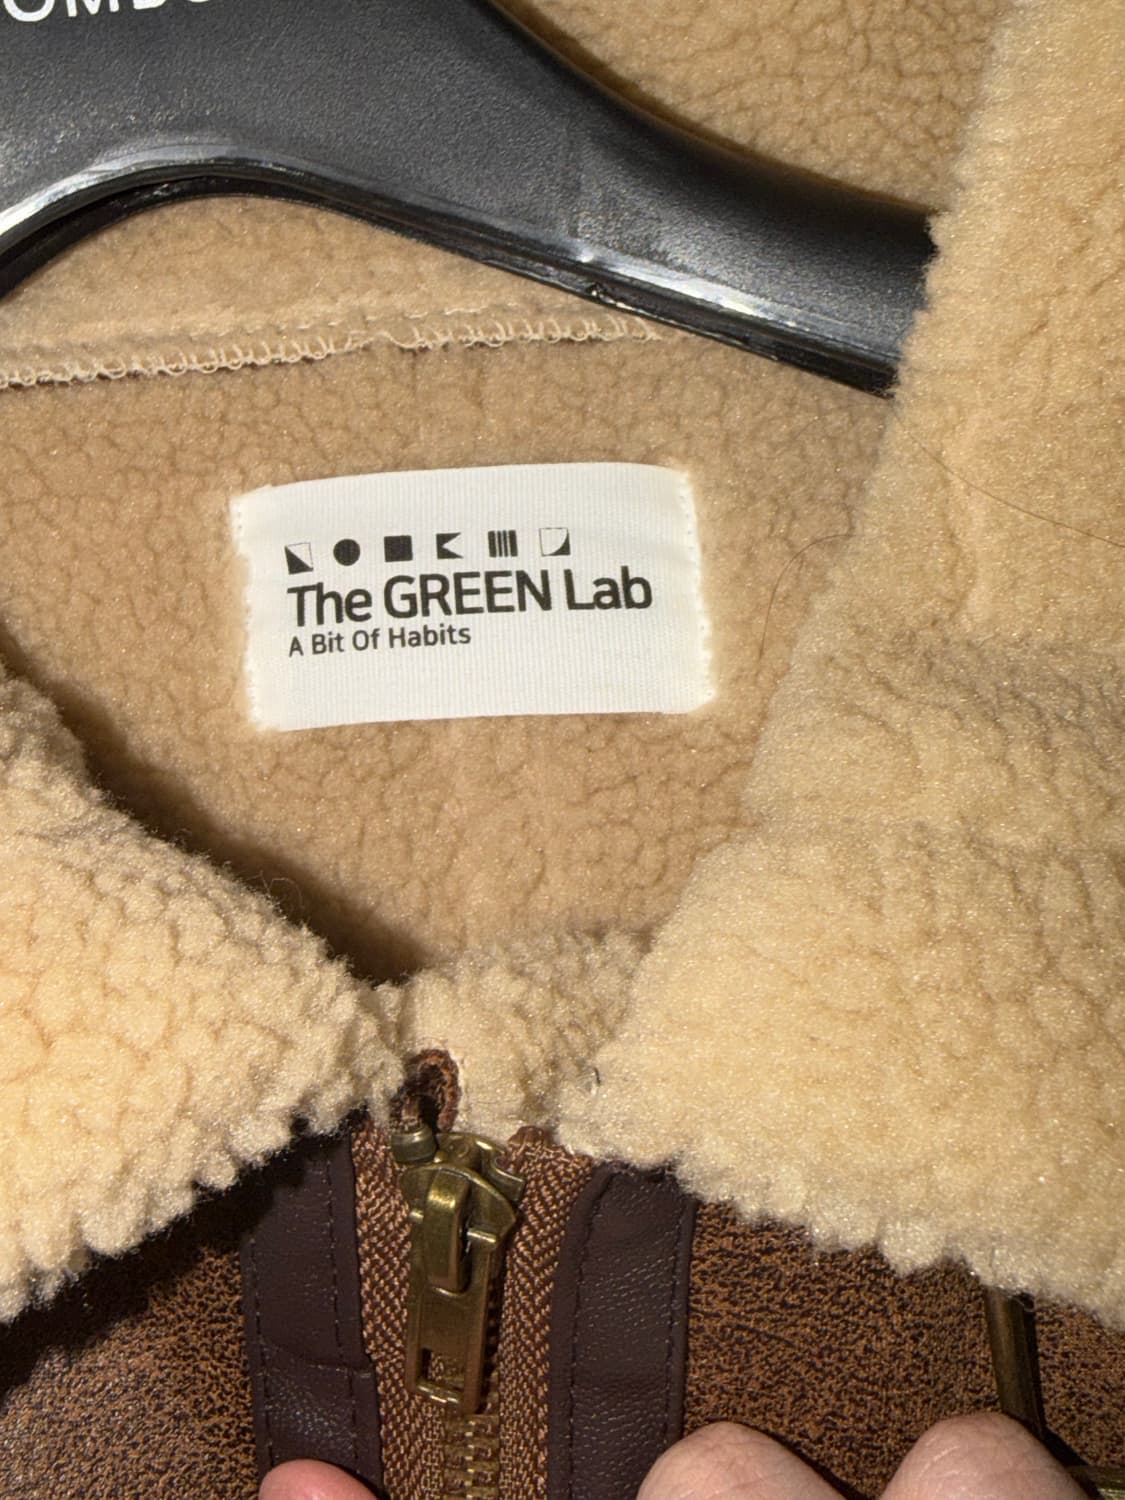 The GREEN Lab
A Bit Of Habits